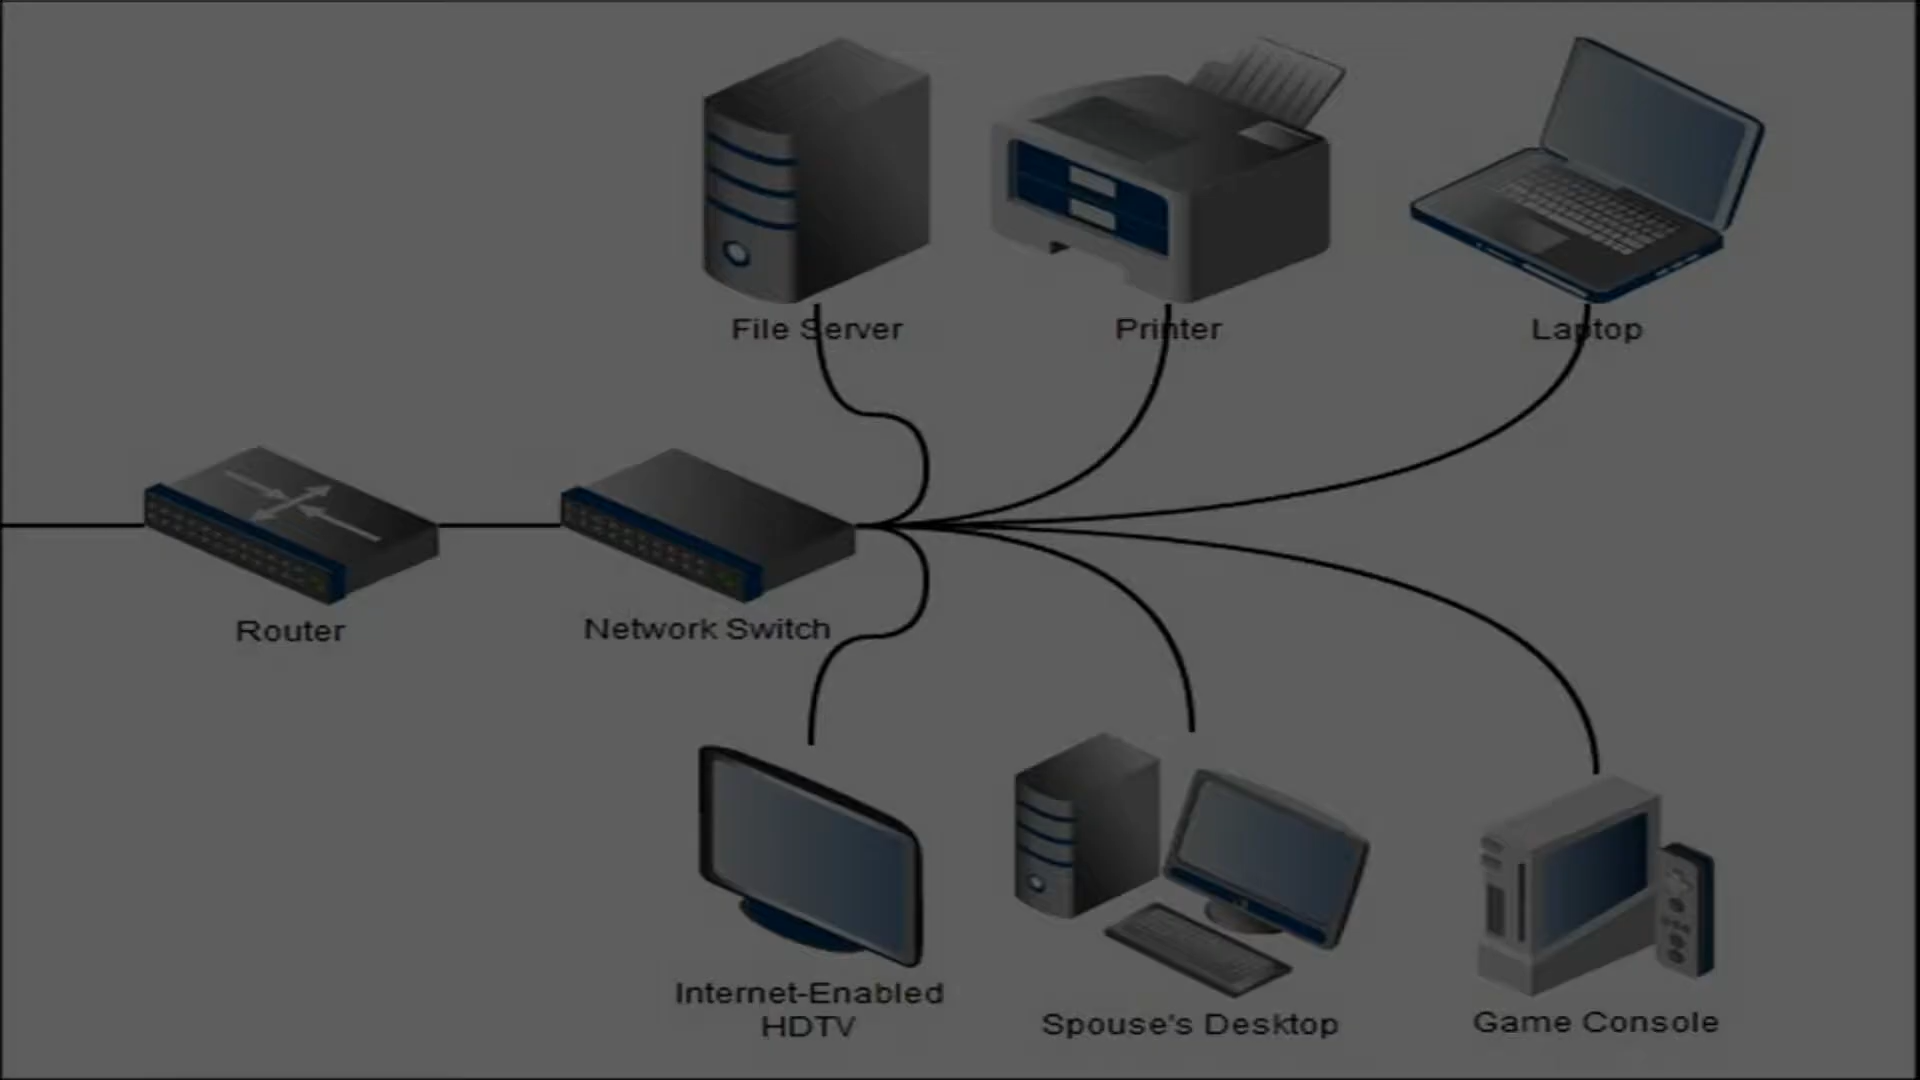 File Server
Printer
Laptop
Router
Network Switch
Internet-Enabled
HDTV
Spouse's Desktop
Game Console